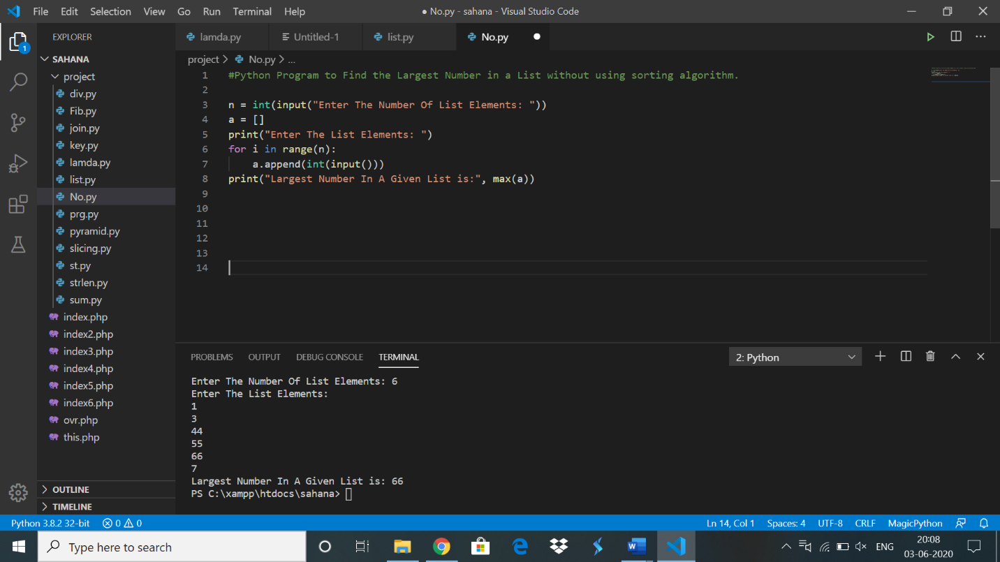 File Edit Selection View Go Run Terminal Help
● No.py - sahana - Visual Studio Code
EXPLORER
lamda.py
Untitled-1
list.py
No.py
1
SAHANA
project
div.py
Fib.py
join.py
key.py
lamda.py
list.py
No.py
prg.py
pyramid.py
slicing.py
st.py
strlen.py
sum.py
index.php
index2.php
index3.php
index4.php
index5.php
index6.php
ovr.php
this.php
OUTLINE
TIMELINE
project > No.py > ...
1 #Python Program to Find the Largest Number in a List without using sorting algorithm.
2
3 n = int(input("Enter The Number Of List Elements: "))
4 a = []
5 print("Enter The List Elements: ")
6 for i in range(n):
7 a.append(int(input()))
8 print("Largest Number In A Given List is:", max(a))
9
10
11
12
13
14
PROBLEMS OUTPUT DEBUG CONSOLE TERMINAL
2: Python
Enter The Number Of List Elements: 6
Enter The List Elements:
1
3
44
55
66
7
Largest Number In A Given List is: 66
PS C:\xampp\htdocs\sahana>
Python 3.8.2 32-bit 0 0
Ln 14, Col 1 Spaces: 4 UTF-8 CRLF MagicPython
Type here to search
W
ENG
20:08
03-06-2020